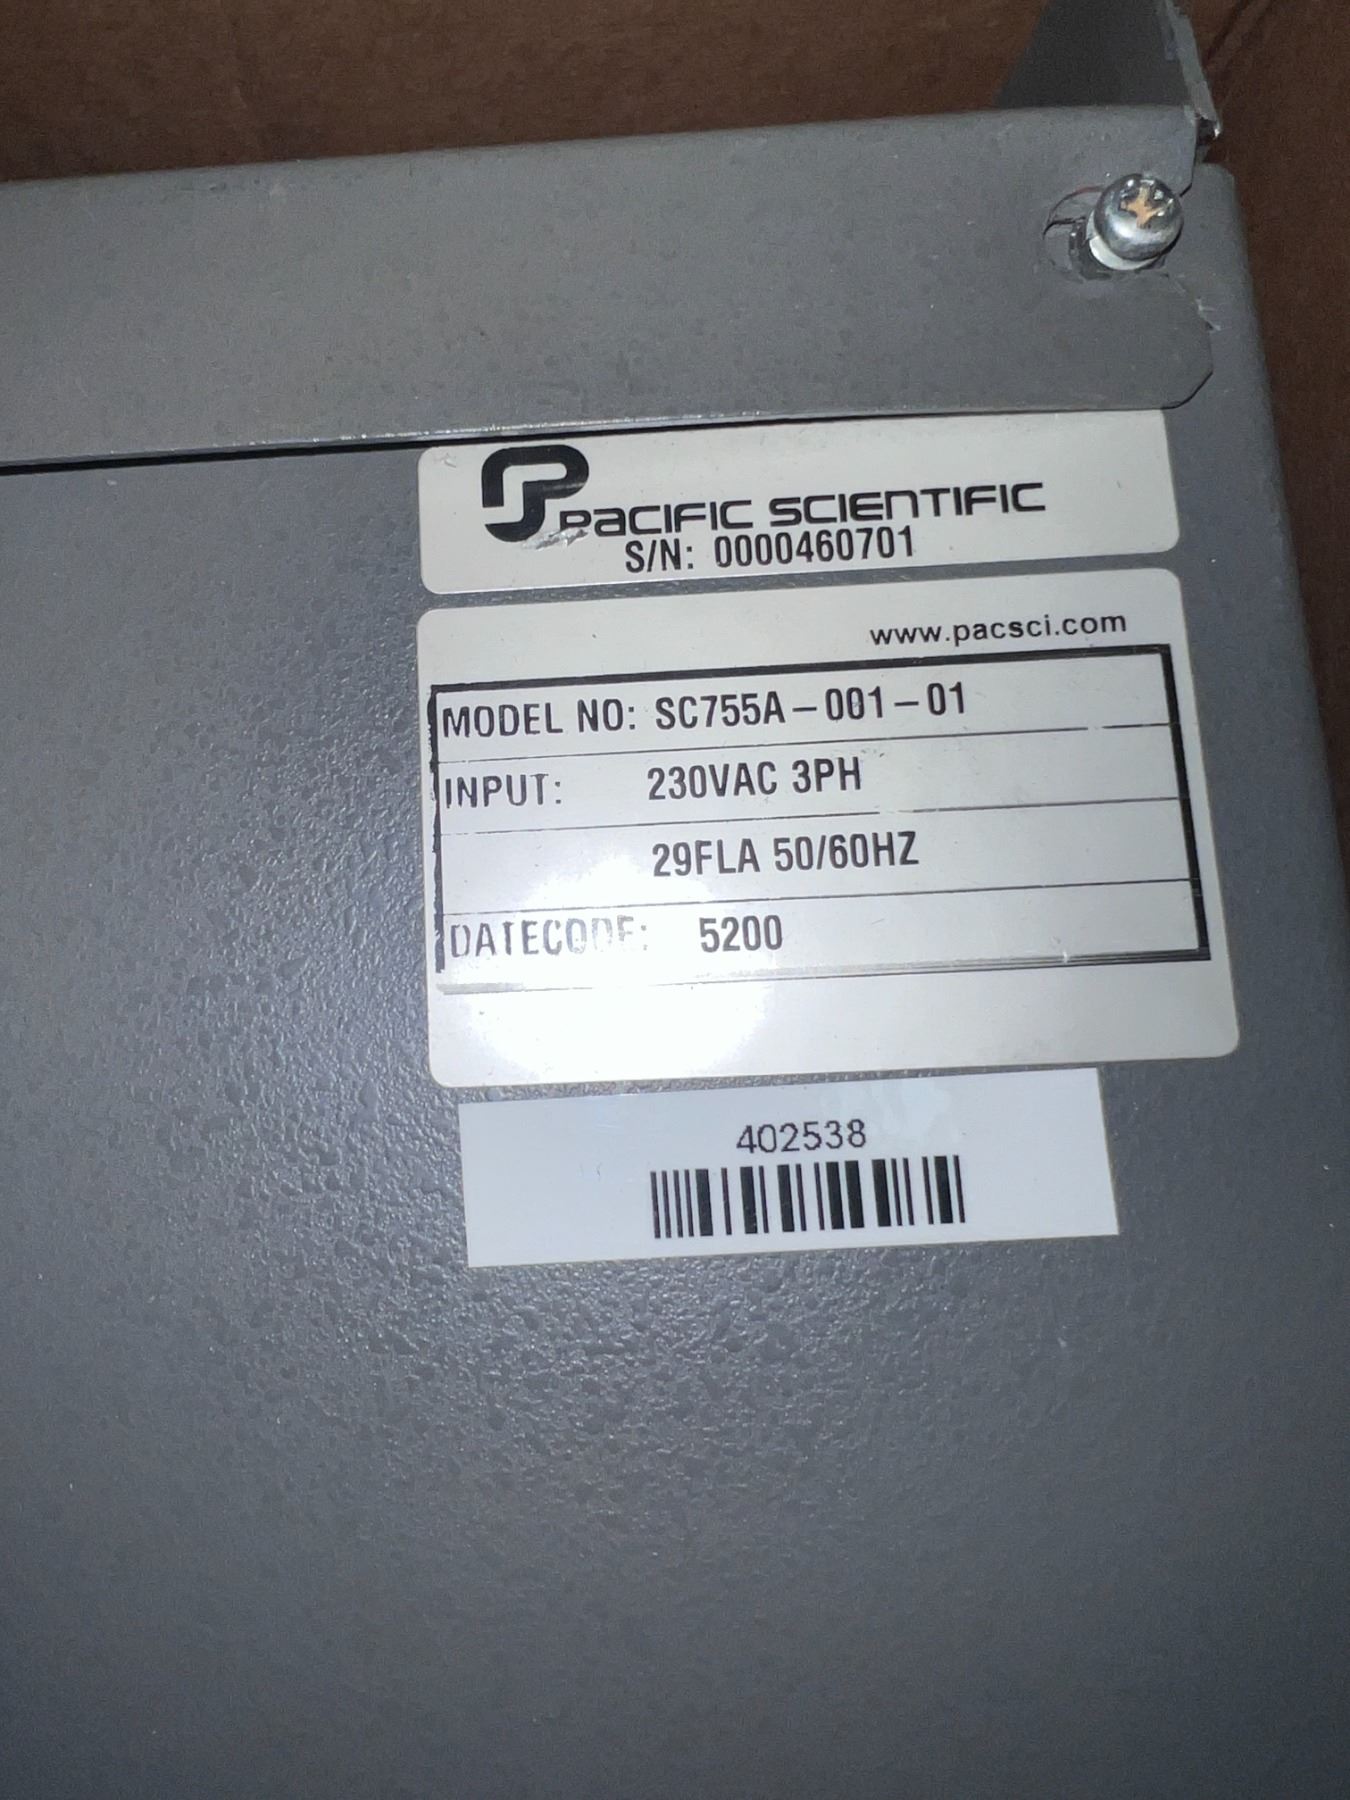 PACIFIC SCIENTIFIC
S/N: 0000460701
www.pacsci.com
MODEL NO: SC755A-001-01
INPUT: 230VAC 3PH
29FLA 50/60HZ
DATECODE: 5200
402538